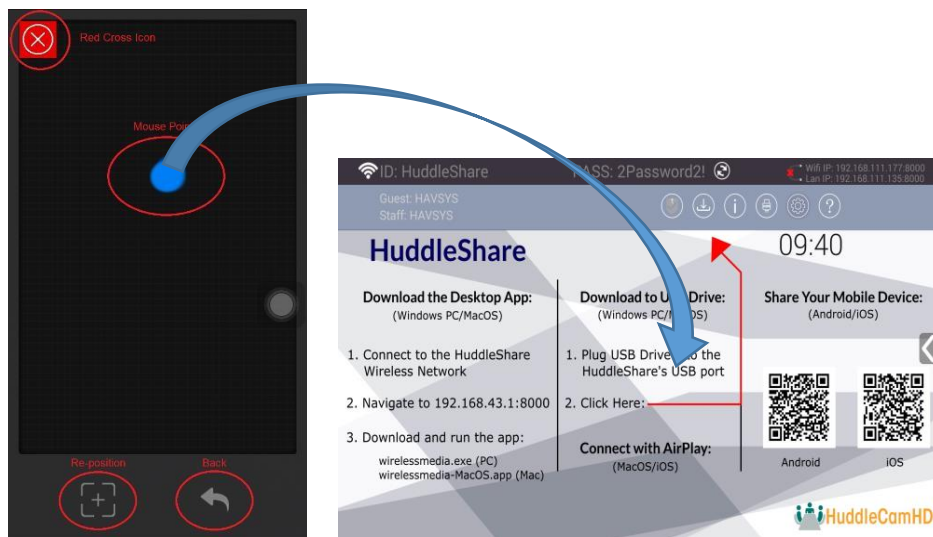 Red Cross Icon
Mouse
Re-position
Back
ID: HuddleShare
PASS: 2Password2!
Wifi IP: 192.168.111.177:8000
Lan IP: 192.168.111.135:8000
Guest: HAVSYS
Staff: HAVSYS
HuddleShare
09:40
Download the Desktop App:
(Windows PC/MacOS)
1. Connect to the HuddleShare
Wireless Network
2. Navigate to 192.168.43.1:8000
3. Download and run the app:
wirelessmedia.exe (PC)
wirelessmedia-MacOS.app (Mac)
Download to Drive:
(Windows
1. Plug USB Drive the
HuddleShare's USB port
2. Click Here:
Connect with AirPlay:
(MacOS/iOS)
Share Your Mobile Device:
(Android/iOS)
Android
iOS
HuddleCamHD